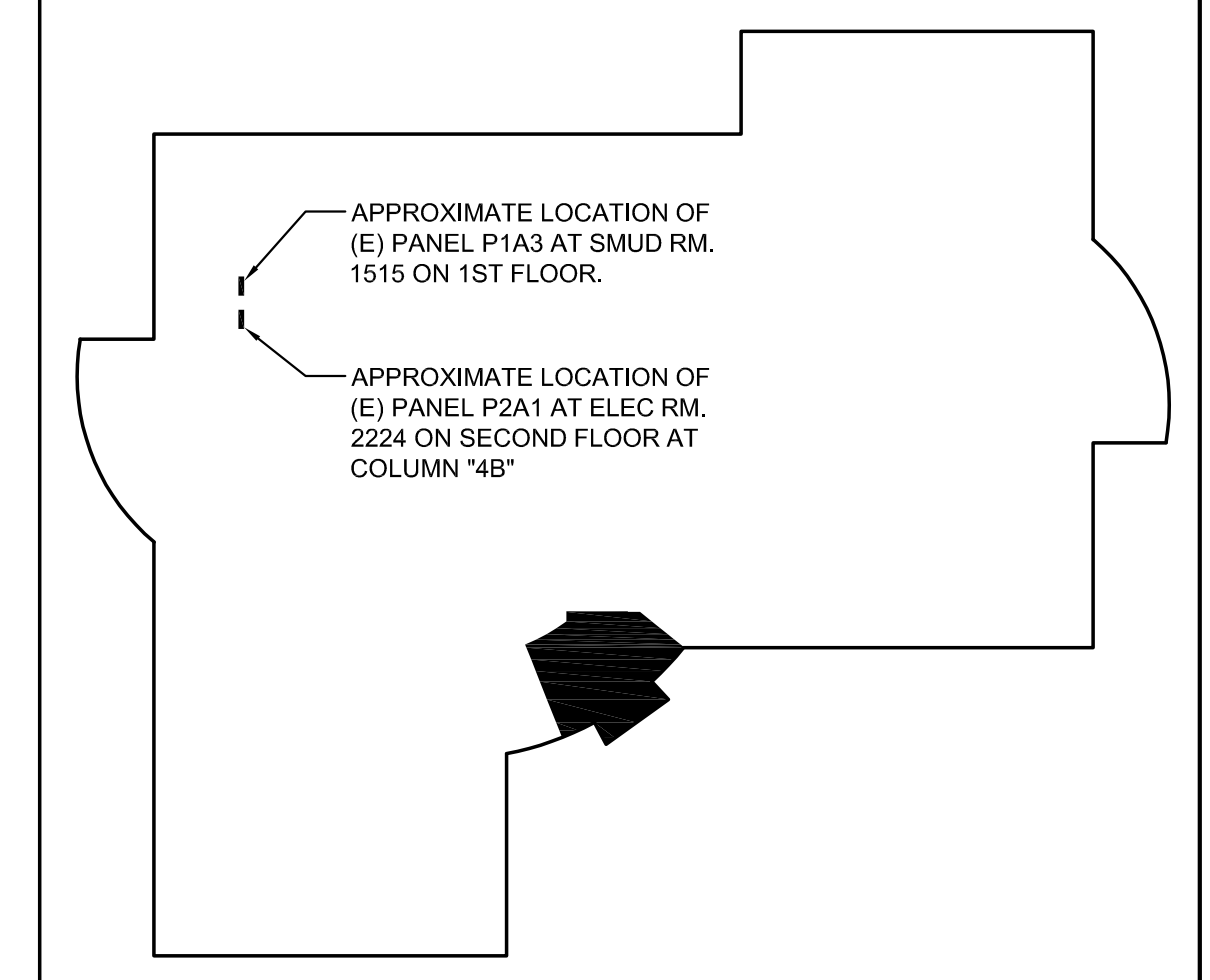 APPROXIMATE LOCATION OF
(E) PANEL P1A3 AT SMUD RM.
1515 ON 1ST FLOOR.
APPROXIMATE LOCATION OF
(E) PANEL P2A1 AT ELEC RM.
2224 ON SECOND FLOOR AT
COLUMN "4B"